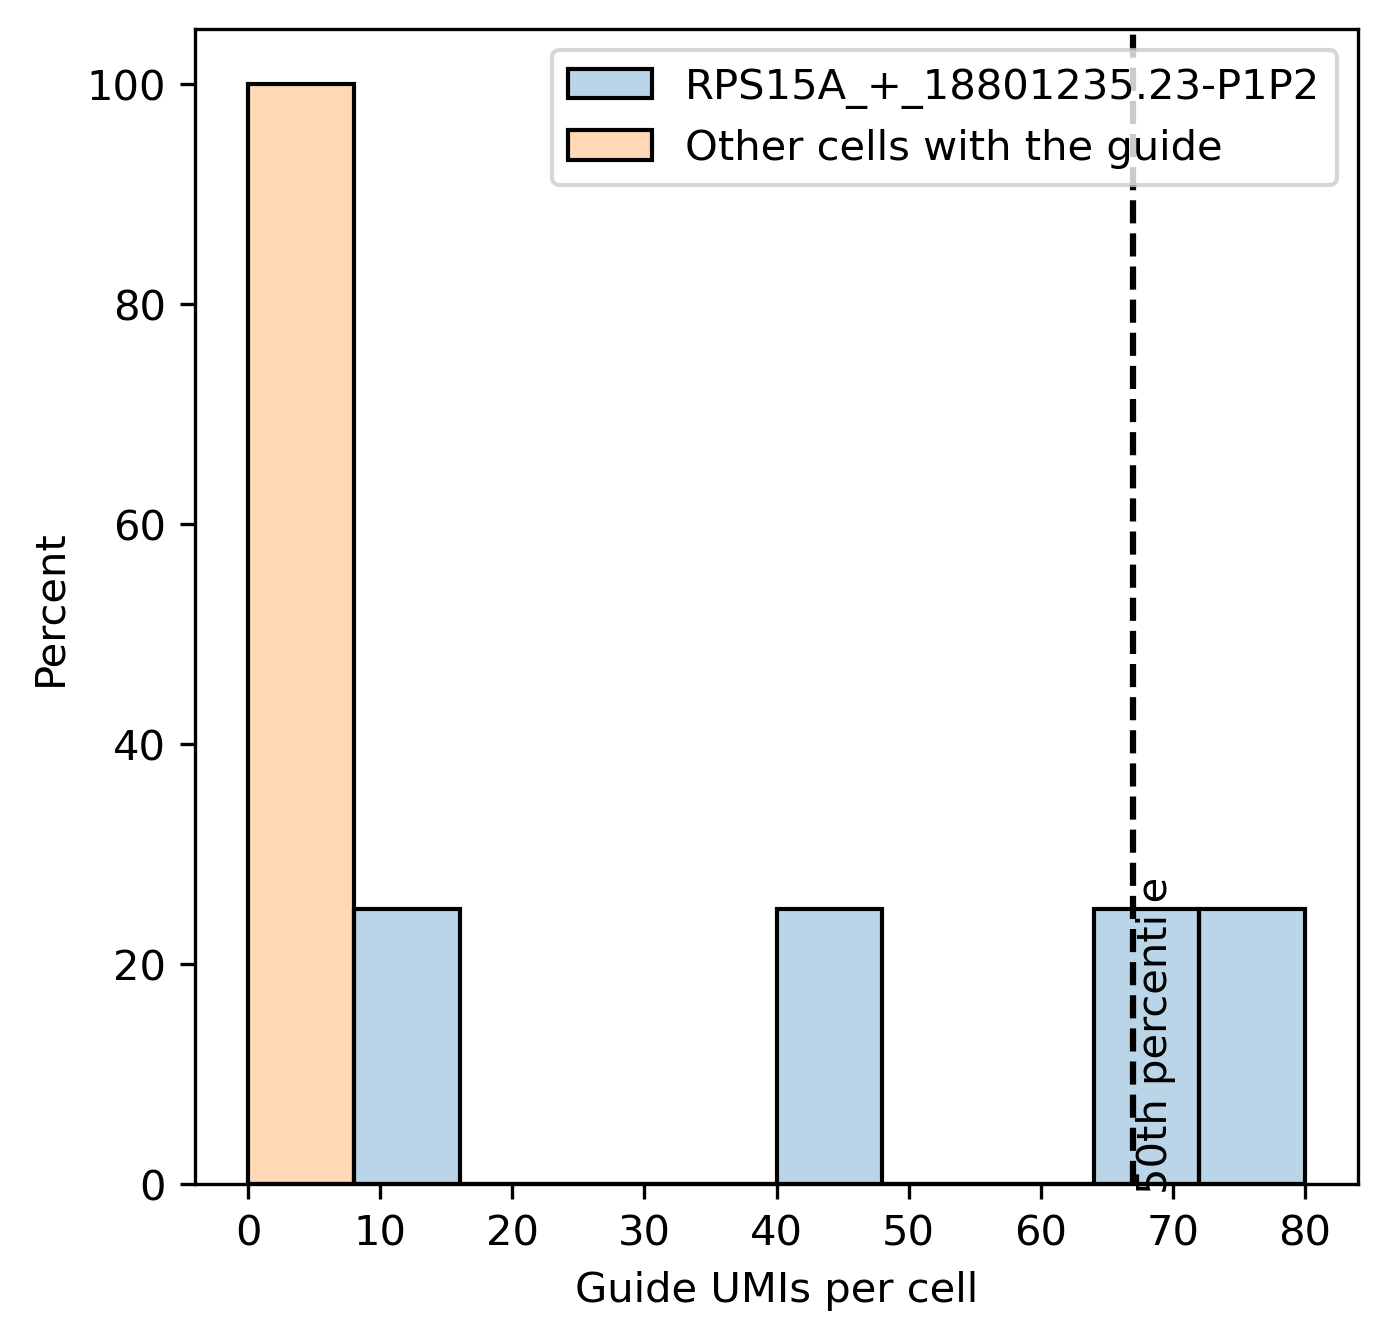 RPS15A_+_18801235.23-P1P2
Other cells with the guide
100
80
60
40
20
0
Percent
50th percentile
0 10 20 30 40 50 60 70 80
Guide UMIs per cell